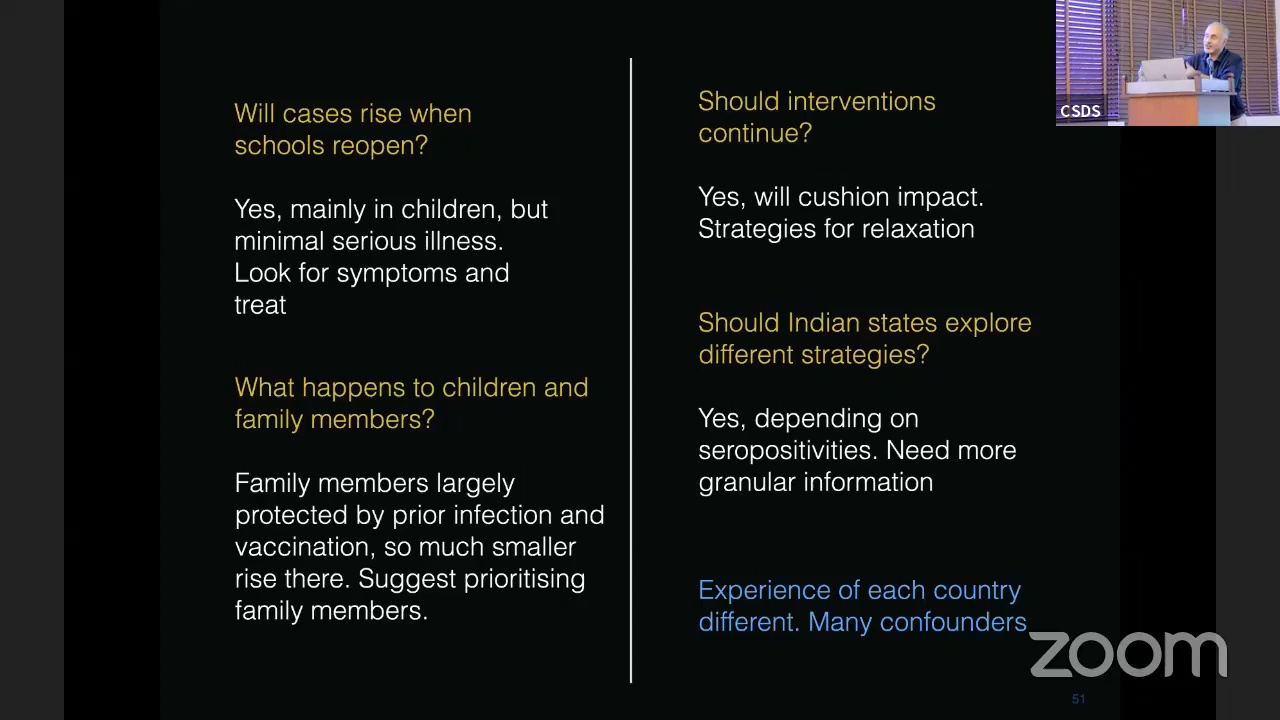 Will cases rise when
schools reopen?
Yes, mainly in children, but
minimal serious illness.
Look for symptoms and
treat
What happens to children and
family members?
Family members largely
protected by prior infection and
vaccination, so much smaller
rise there. Suggest prioritising
family members.
Should interventions
continue?
Yes, will cushion impact.
Strategies for relaxation
Should Indian states explore
different strategies?
Yes, depending on
seropositivities. Need more
granular information
Experience of each country
different. Many confounders
51
CSDS
zoom